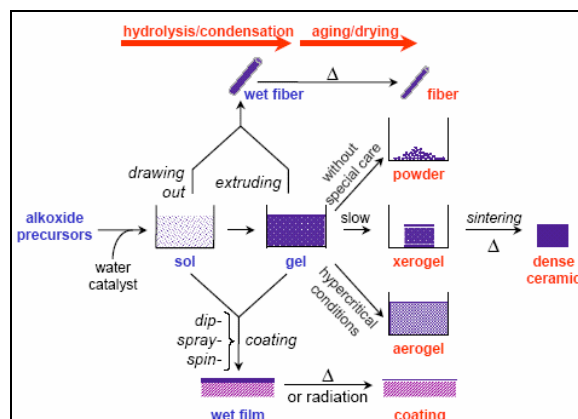 hydrolysis/condensation
aging/drying
wet fiber
Δ
fiber
drawing
out
extruding
without
special care
powder
alkoxide
precursors
water
catalyst
sol
gel
slow
xerogel
sintering
Δ
dense
ceramic
hypercritical
conditions
aerogel
dip-
spray-
spin-
coating
wet film
Δ
or radiation
coating